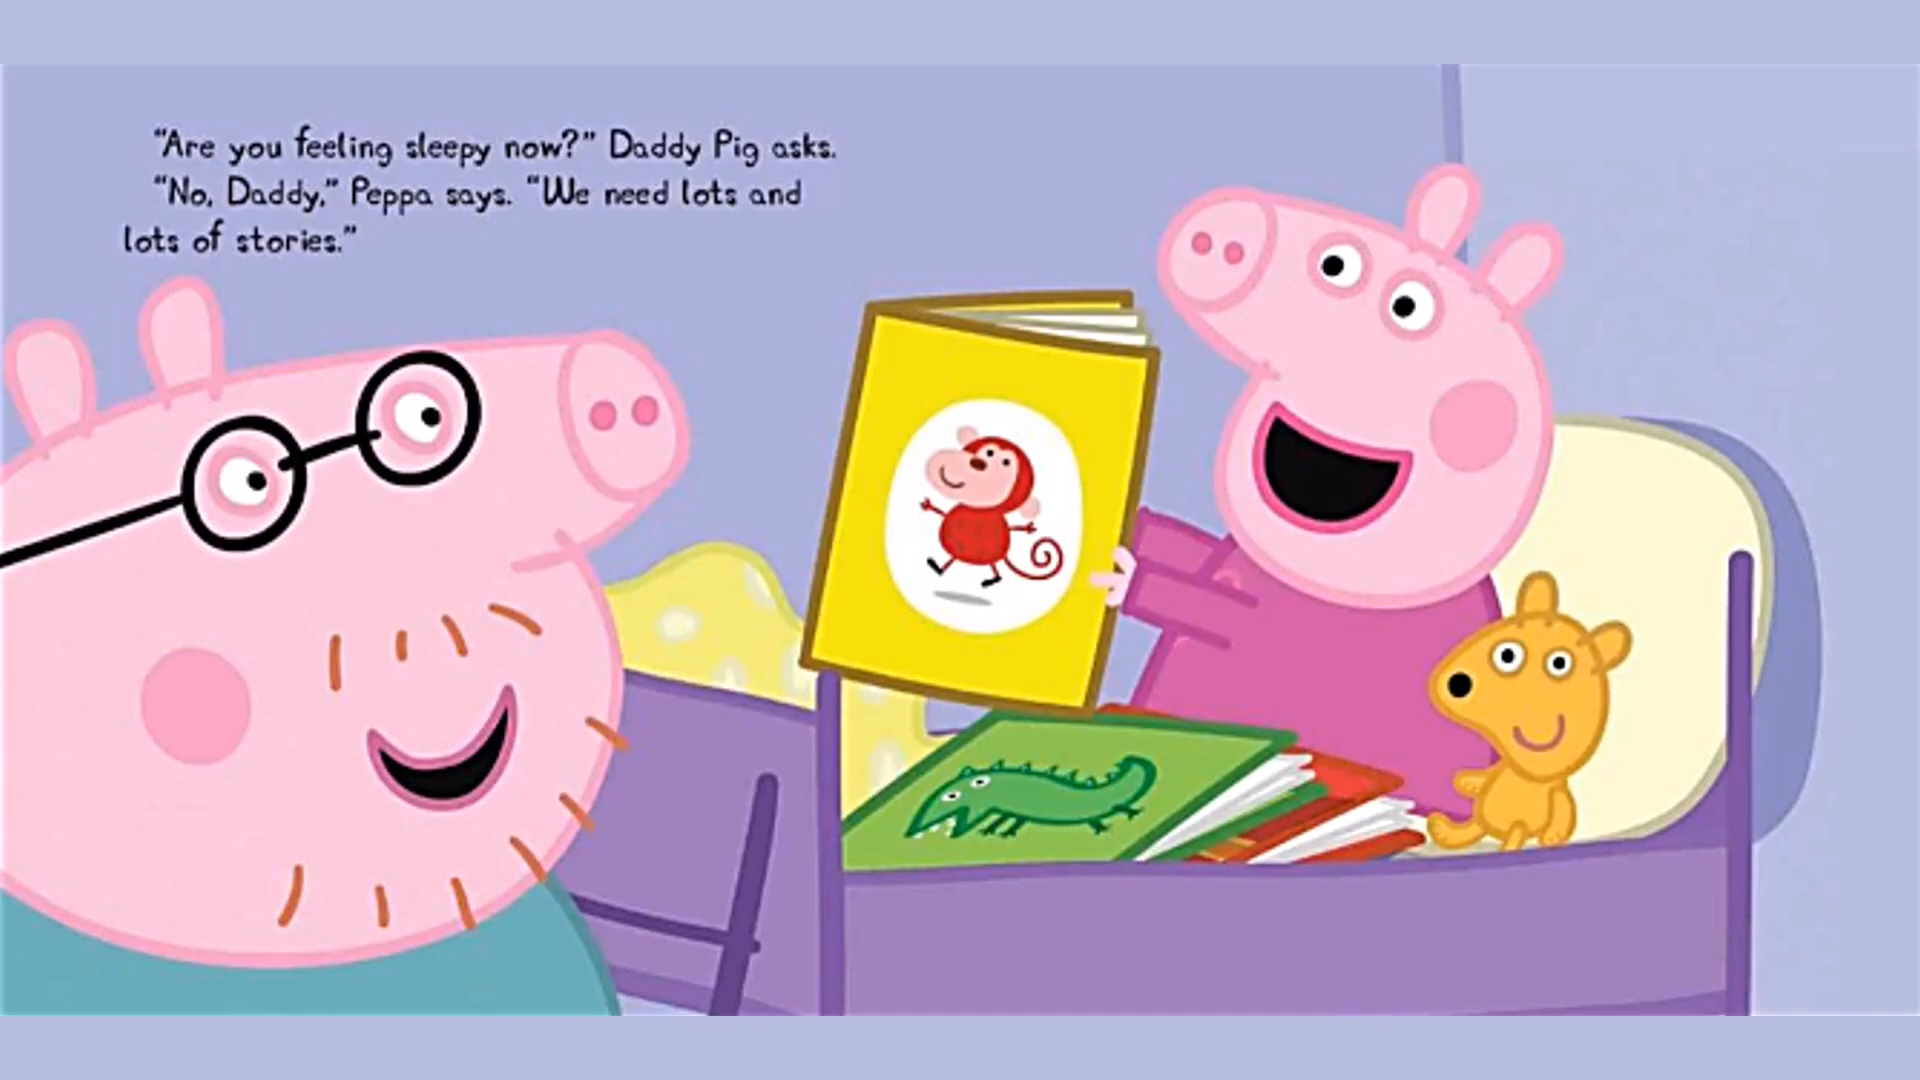 “Are you feeling sleepy now?” Daddy Pig asks.
“No, Daddy,” Peppa says. “We need lots and
lots of stories.”